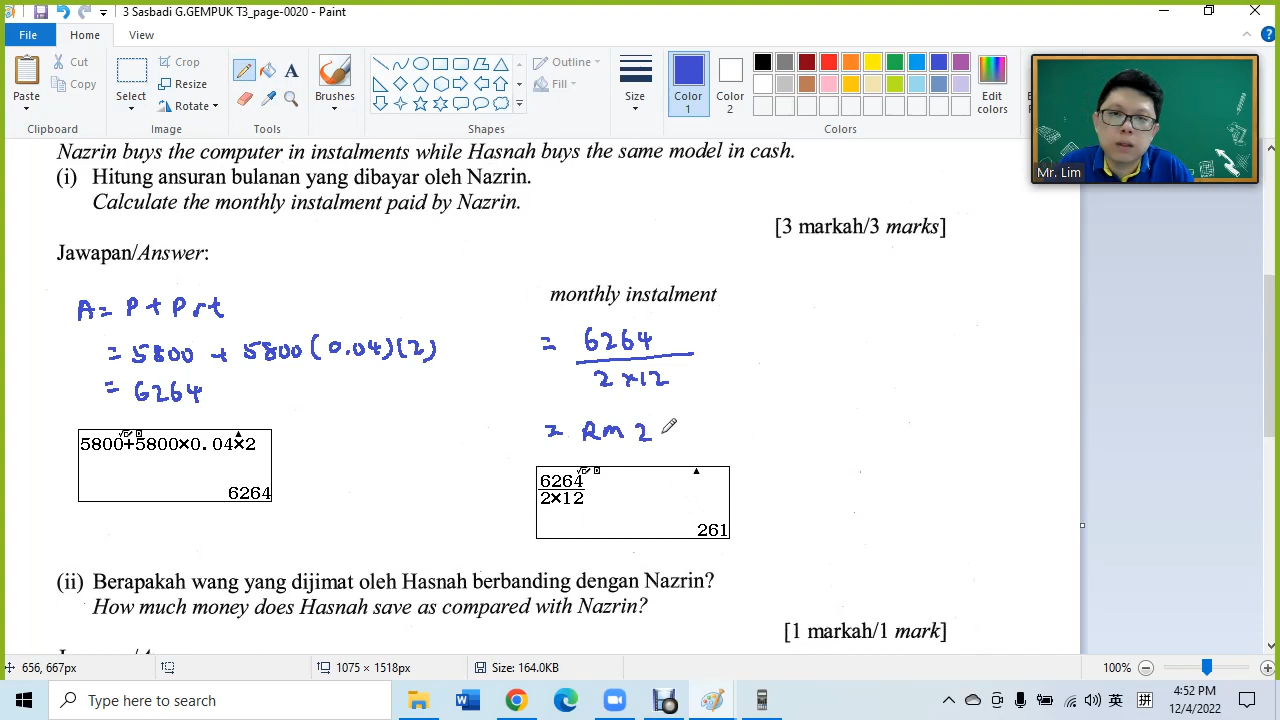 3 Sasbadi G.GEMPUK T3_page-0020 - Paint
File Home View
Paste Cut Copy Clipboard
Select Crop Resize Rotate Image
Tools
Brushes
Outline Fill Shapes
Size
Color 1 Color 2 Edit colors Colors
Nazrin buys the computer in instalments while Hasnah buys the same model in cash.
(i) Hitung ansuran bulanan yang dibayar oleh Nazrin.
Calculate the monthly instalment paid by Nazrin.
[3 markah/3 marks]
Jawapan/Answer:
A = P + Prt
= 5800 + 5800(0.04)(2)
= 6264
5800+5800×0.04×2
6264
monthly instalment
= 6264
2×12
= RM 2
6264
2×12
261
(ii) Berapakah wang yang dijimat oleh Hasnah berbanding dengan Nazrin?
How much money does Hasnah save as compared with Nazrin?
[1 markah/1 mark]
Mr. Lim
656, 667px
1075 × 1518px
Size: 164.0KB
100%
Type here to search
英
拼
4:52 PM
12/4/2022